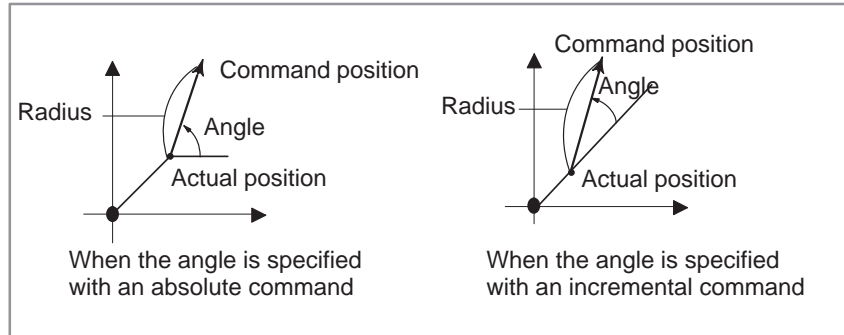 Command position
Radius
Angle
Actual position
When the angle is specified
with an absolute command
Command position
Angle
Radius
Actual position
When the angle is specified
with an incremental command